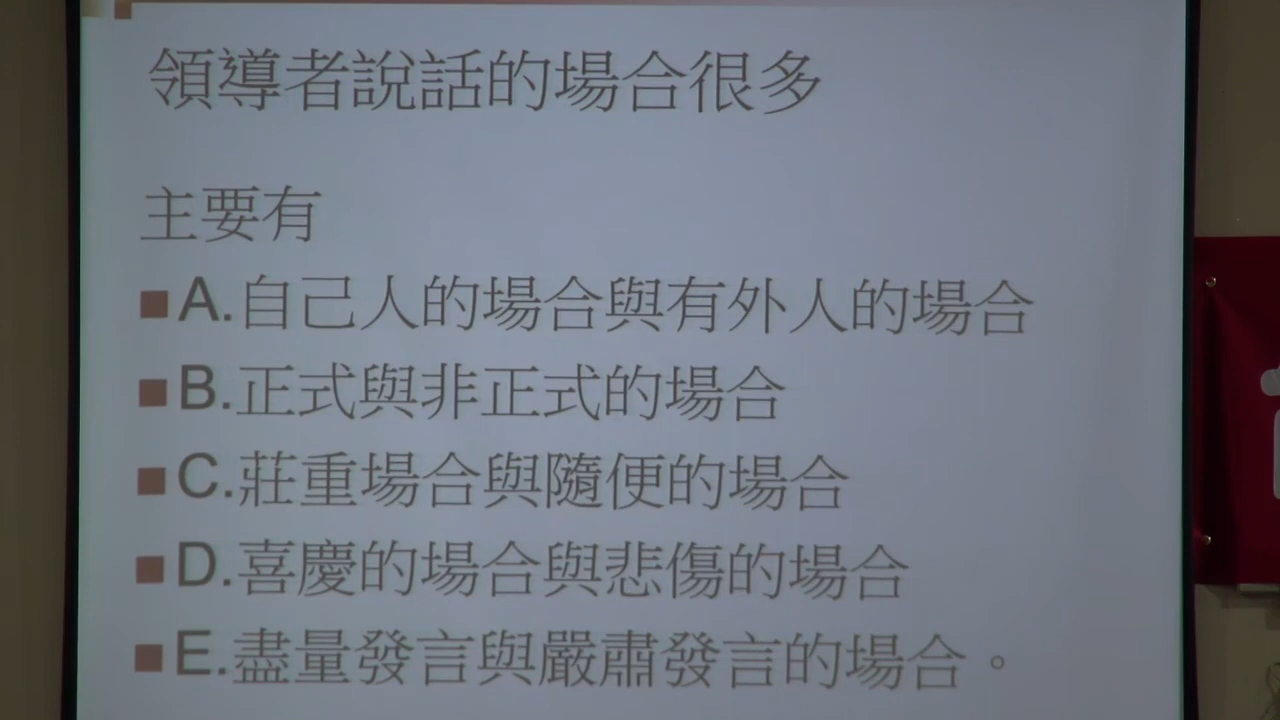 領導者說話的場合很多
主要有
■A.自己人的場合與有外人的場合
■B.正式與非正式的場合
■C.莊重場合與隨便的場合
■D.喜慶的場合與悲傷的場合
■E.盡量發言與嚴肅發言的場合。